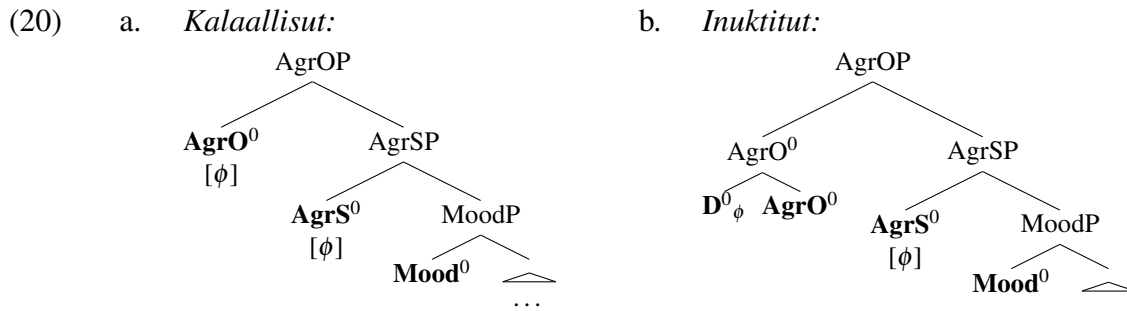 (20) a. Kalaallisut: b. Inuktitut:
AgrOP AgrOP
AgrO⁰ AgrSP AgrO⁰ AgrSP
[ϕ]
D⁰ϕ AgrO⁰
AgrS⁰ MoodP AgrS⁰ MoodP
[ϕ] [ϕ]
Mood⁰ Mood⁰
...